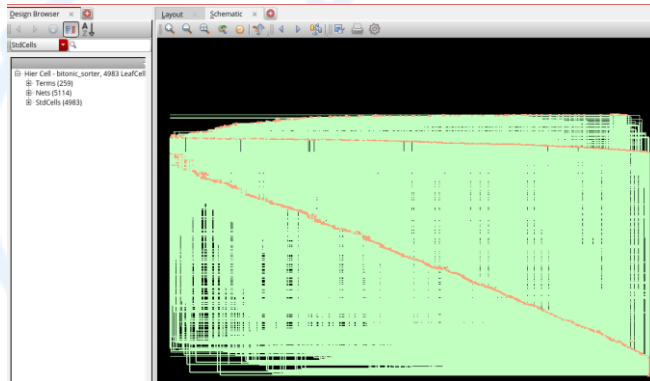 Design Browser
Layout
Schematic
StdCells
Hier Cell - bitonic_sorter, 4983 LeafCell
Terms (259)
Nets (5114)
StdCells (4983)